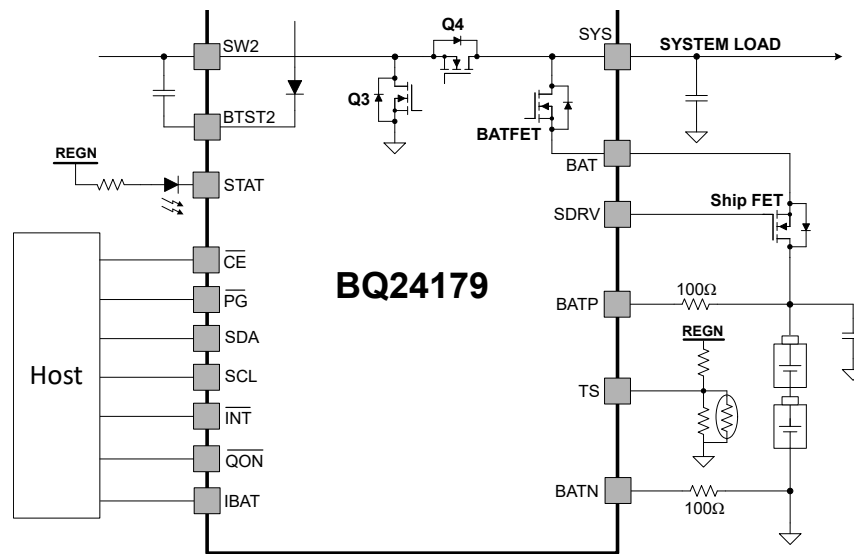 Q4
SYS
SW2
SYSTEM LOAD
Q3
BTST2
BATFET
REGN
BAT
STAT
Ship FET
SDRV
CE
BQ24179
100Ω
PG
BATP
REGN
SDA
Host
SCL
TS
INT
QON
BATN
IBAT
100Ω